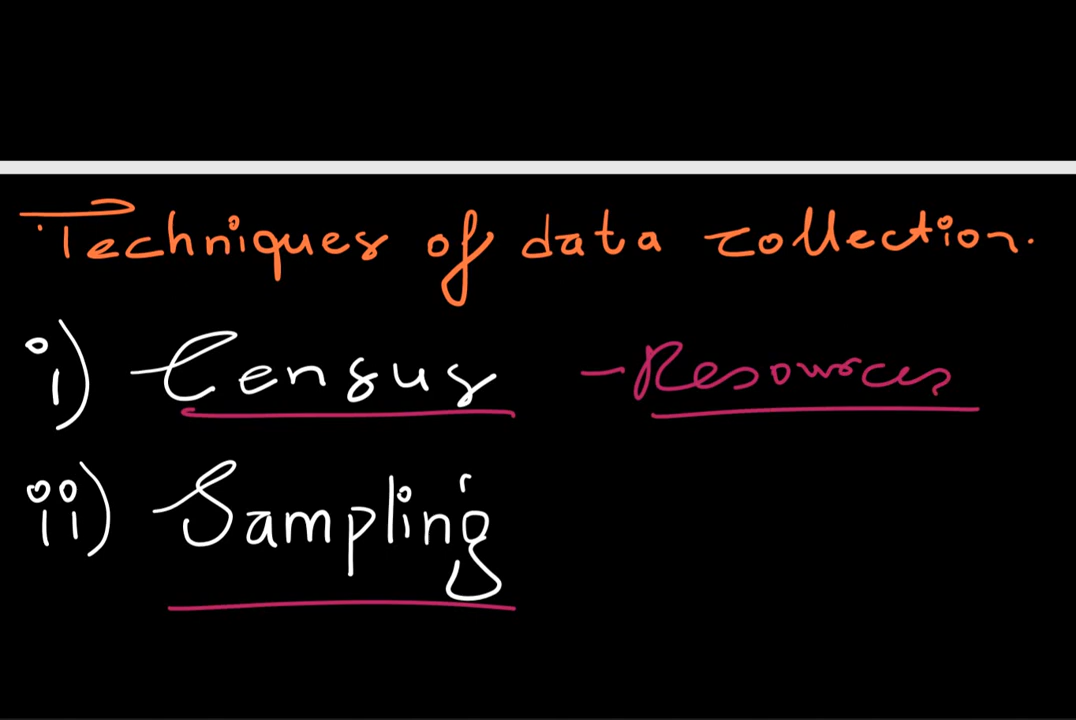 Techniques of data collection.
i) Census - Resources
ii) Sampling